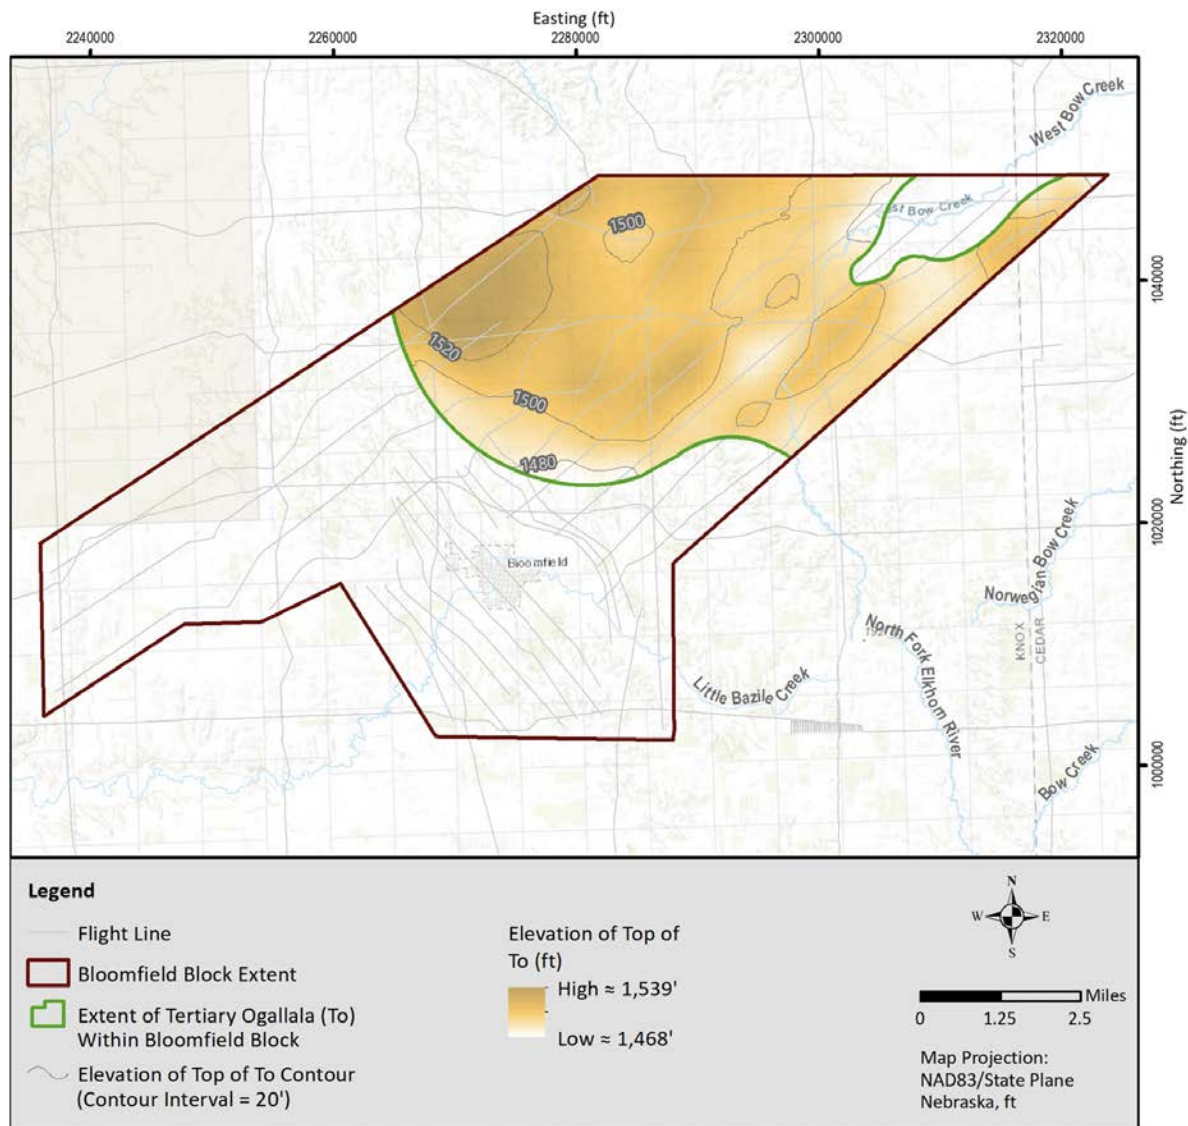 Easting (ft)
2240000
2260000
2280000
2300000
2320000
West Bow Creek
1500
st Bow Creek
1040000
1520
1500
Northing (ft)
1480
1020000
Bloomfield
Norwegian Bow Creek
North Fork Elkhorn River
KNOX
CEDAR
Little Bazile Creek
Bow Creek
1000000
Legend
Flight Line
Bloomfield Block Extent
Extent of Tertiary Ogallala (To)
Within Bloomfield Block
Elevation of Top of To Contour
(Contour Interval = 20')
Elevation of Top of
To (ft)
High ≈ 1,539'
Low ≈ 1,468'
N
W
E
S
Miles
0 1.25 2.5
Map Projection:
NAD83/State Plane
Nebraska, ft